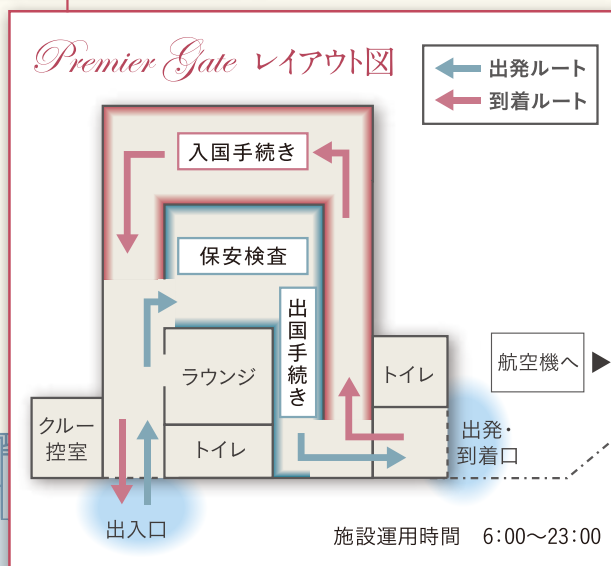 Premier Gate レイアウト図
出発ルート
到着ルート
入国手続き
保安検査
出国手続き
ラウンジ
トイレ
航空機へ
クルー
控室
トイレ
出発・
到着口
出入口
施設運用時間 6:00～23:00